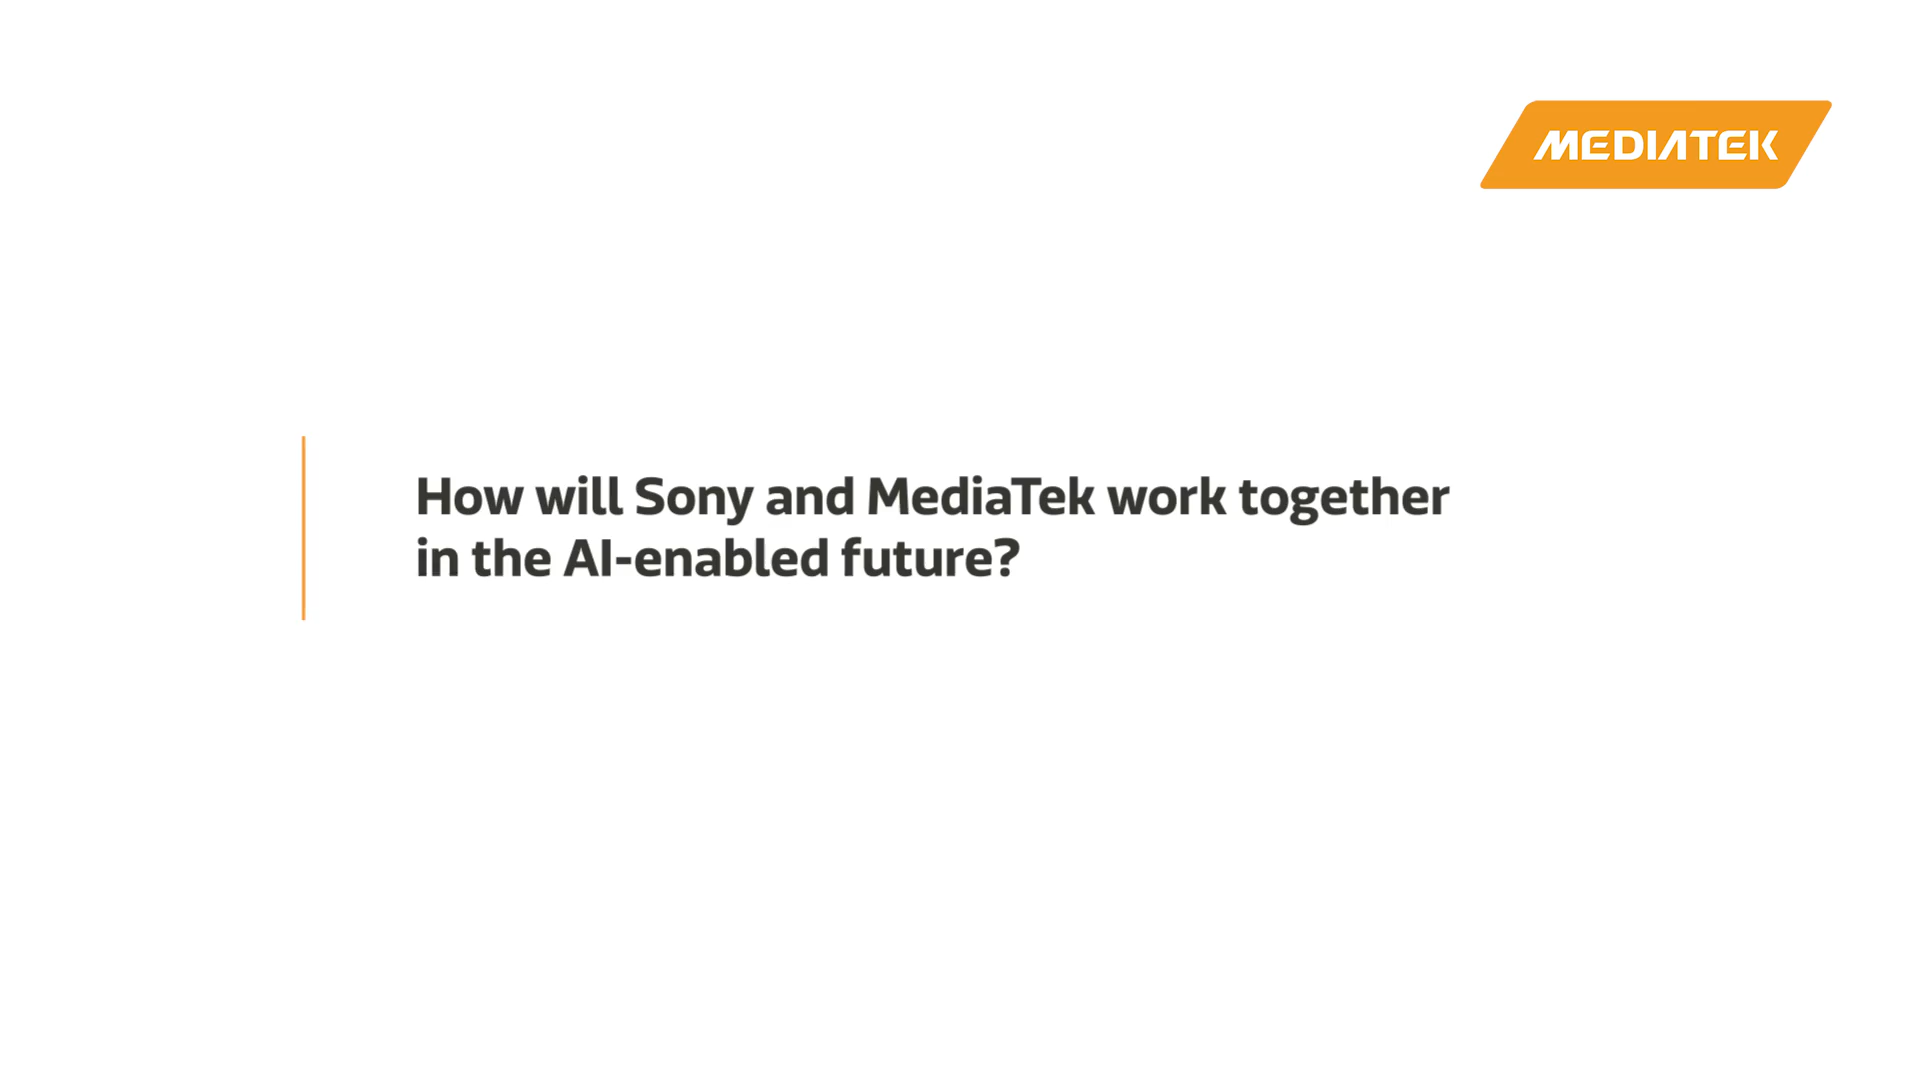 MEDIATEK
How will Sony and MediaTek work together
in the AI-enabled future?